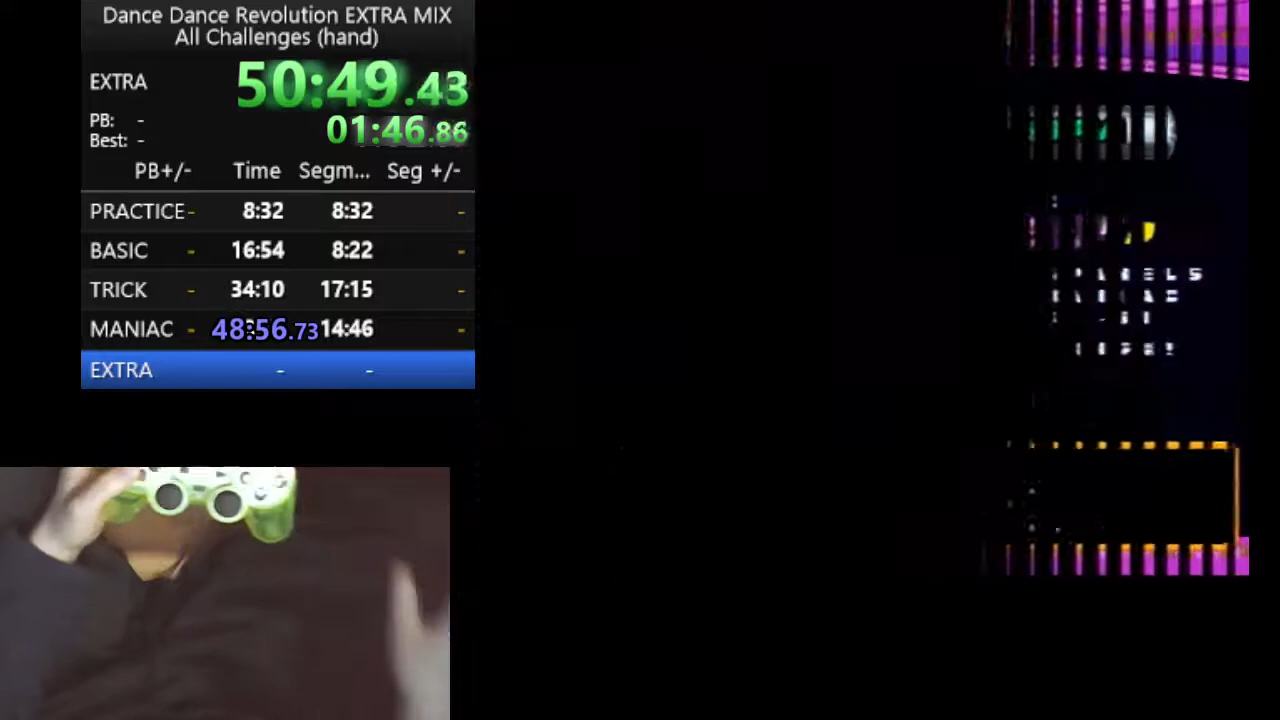 Dance Dance Revolution EXTRA MIX
All Challenges (hand)
EXTRA 50:49.43
PB: -
01:46.86
Best: -
PB+/- Time Segm... Seg +/-
PRACTICE - 8:32 8:32 -
BASIC - 16:54 8:22 -
TRICK - 34:10 17:15 -
MANIAC - 48:56.73 14:46 -
EXTRA - -